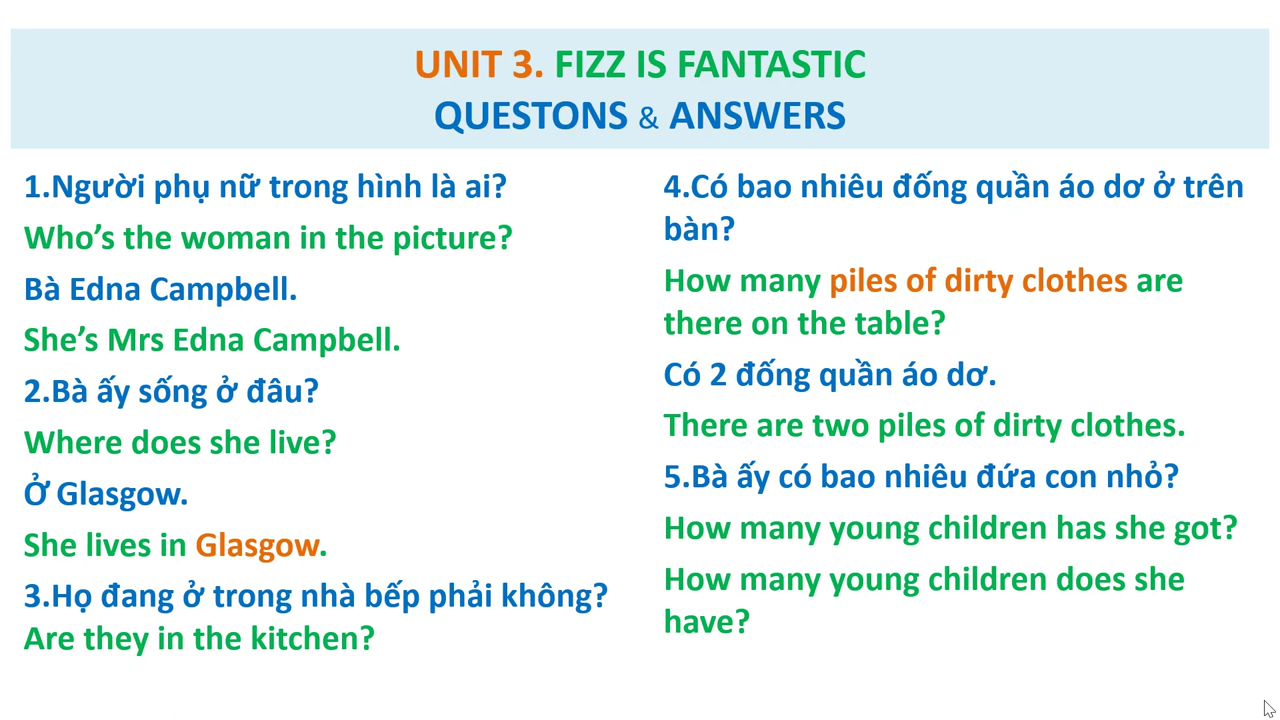 UNIT 3. FIZZ IS FANTASTIC
QUESTONS & ANSWERS
1.Người phụ nữ trong hình là ai?
Who’s the woman in the picture?
Bà Edna Campbell.
She’s Mrs Edna Campbell.
2.Bà ấy sống ở đâu?
Where does she live?
Ở Glasgow.
She lives in Glasgow.
3.Họ đang ở trong nhà bếp phải không?
Are they in the kitchen?
4.Có bao nhiêu đống quần áo dơ ở trên
bàn?
How many piles of dirty clothes are
there on the table?
Có 2 đống quần áo dơ.
There are two piles of dirty clothes.
5.Bà ấy có bao nhiêu đứa con nhỏ?
How many young children has she got?
How many young children does she
have?